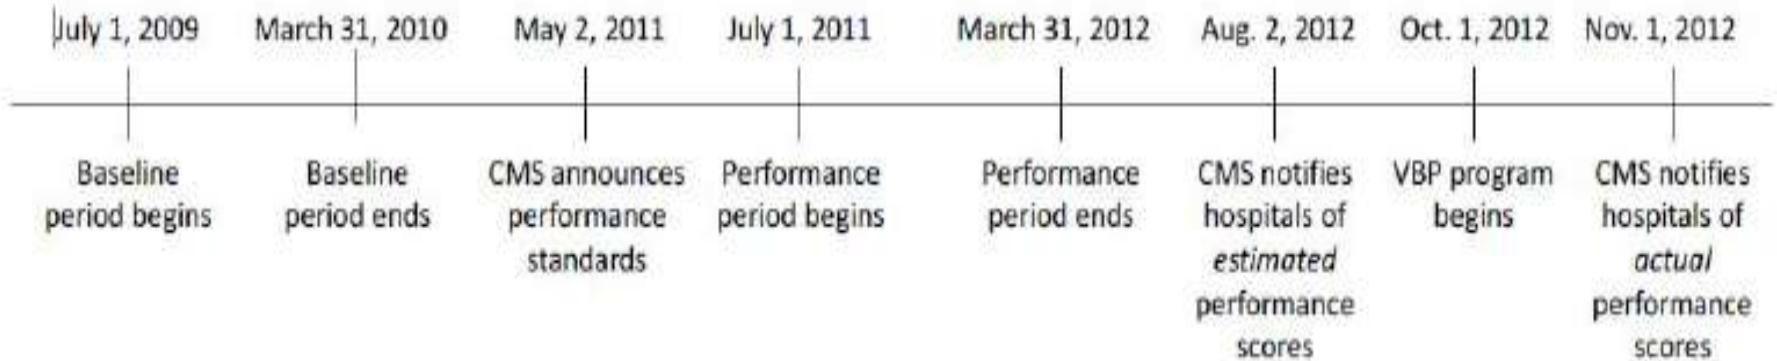 July 1, 2009
March 31, 2010
May 2, 2011
July 1, 2011
March 31, 2012
Aug. 2, 2012
Oct. 1, 2012
Nov. 1, 2012
Baseline
period begins
Baseline
period ends
CMS announces
performance
standards
Performance
period begins
Performance
period ends
CMS notifies
hospitals of
estimated
performance
scores
VBP program
begins
CMS notifies
hospitals of
actual
performance
scores